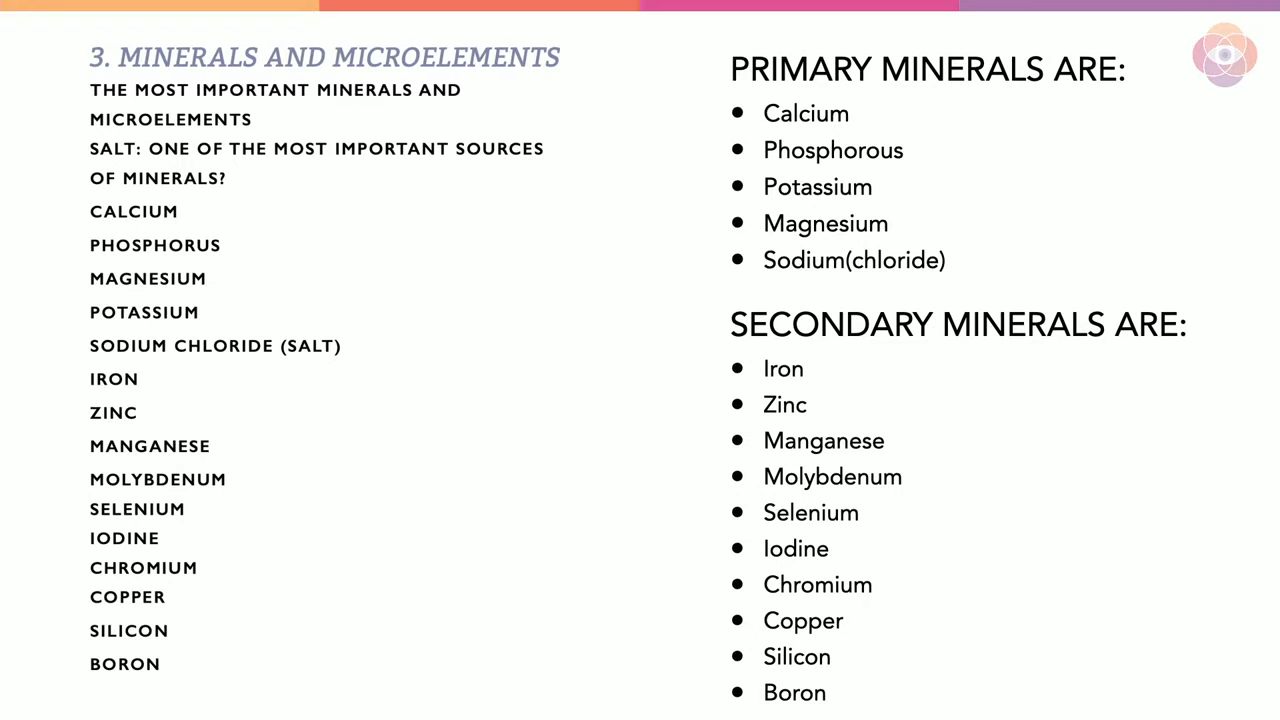 3. MINERALS AND MICROELEMENTS
THE MOST IMPORTANT MINERALS AND
MICROELEMENTS
SALT: ONE OF THE MOST IMPORTANT SOURCES
OF MINERALS?
CALCIUM
PHOSPHORUS
MAGNESIUM
POTASSIUM
SODIUM CHLORIDE (SALT)
IRON
ZINC
MANGANESE
MOLYBDENUM
SELENIUM
IODINE
CHROMIUM
COPPER
SILICON
BORON
PRIMARY MINERALS ARE:
• Calcium
• Phosphorous
• Potassium
• Magnesium
• Sodium(chloride)
SECONDARY MINERALS ARE:
• Iron
• Zinc
• Manganese
• Molybdenum
• Selenium
• Iodine
• Chromium
• Copper
• Silicon
• Boron